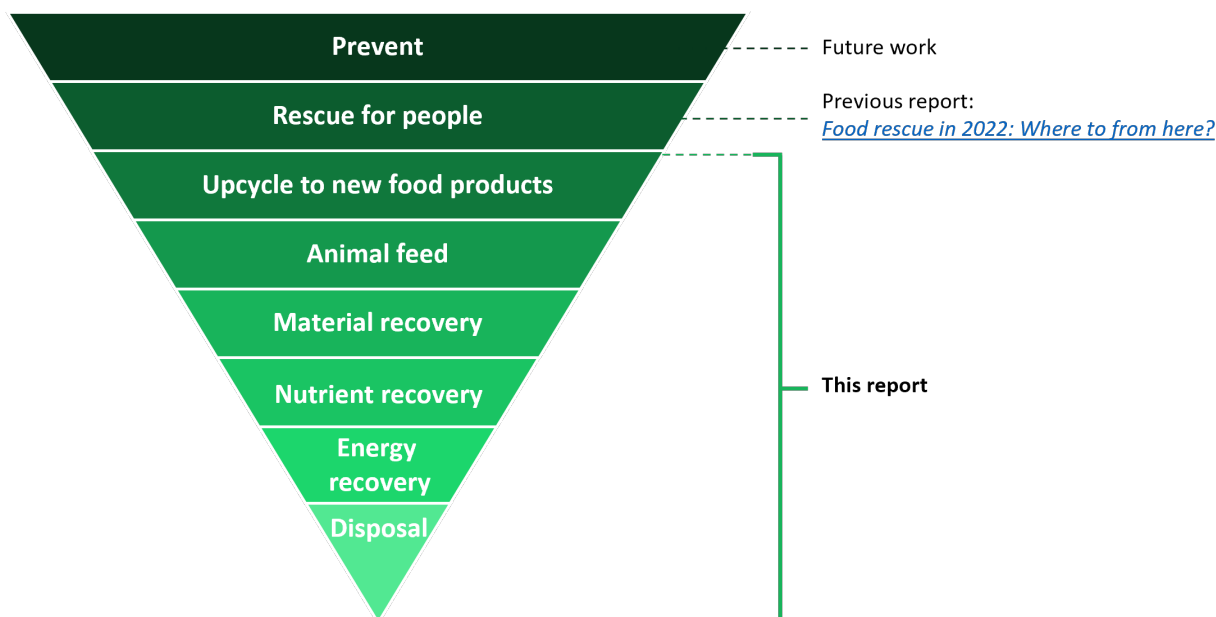 Prevent
Future work
Rescue for people
Previous report:
Food rescue in 2022: Where to from here?
Upcycle to new food products
Animal feed
Material recovery
Nutrient recovery
This report
Energy
recovery
Disposal